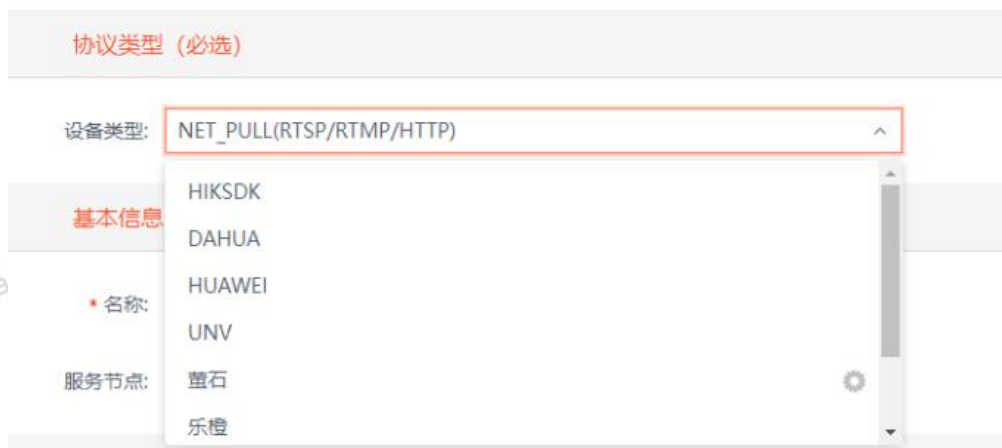 协议类型 (必选)
设备类型: NET_PULL(RTSP/RTMP/HTTP)
HIKSDK
基本信息
DAHUA
HUAWEI
* 名称:
UNV
服务节点: 萤石
乐橙